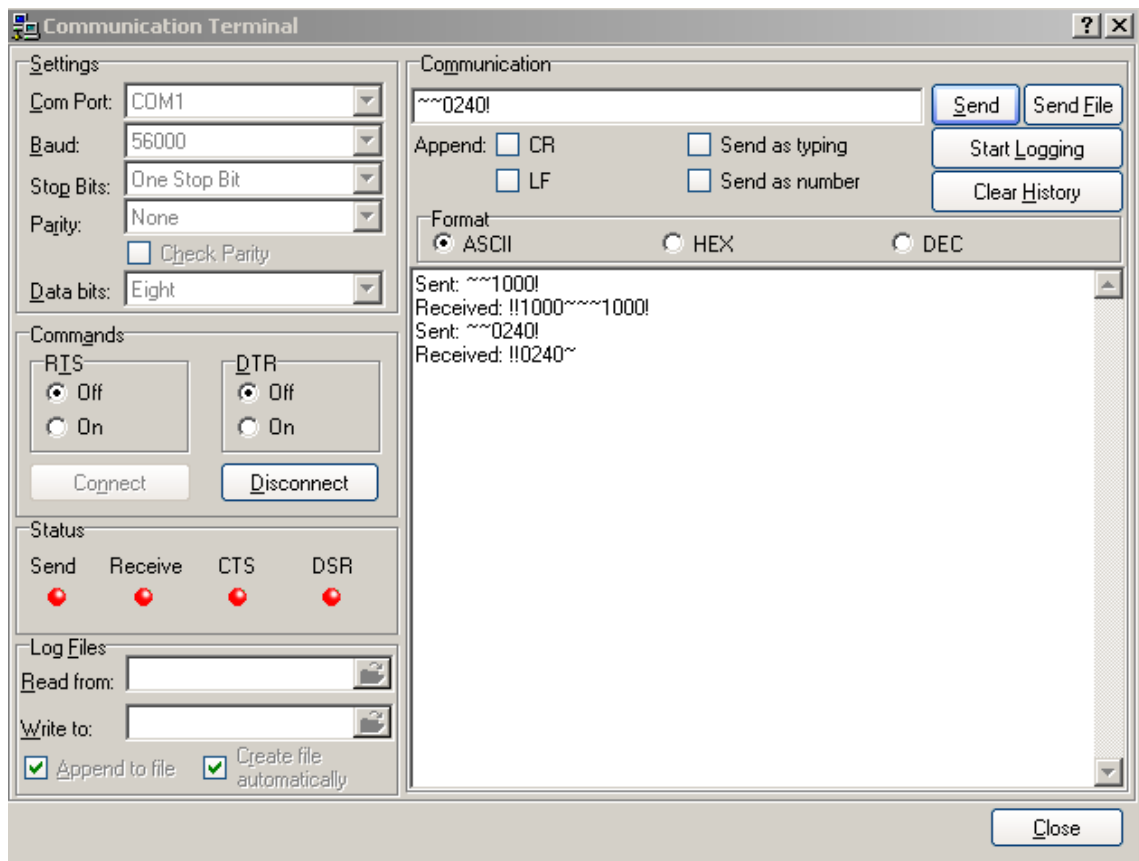 Communication Terminal
Settings
Com Port: COM1
Baud: 56000
Stop Bits: One Stop Bit
Parity: None
Check Parity
Data bits: Eight
Commands
RTS
Off
On
DTR
Off
On
Connect Disconnect
Status
Send Receive CTS DSR
Log Files
Read from:
Write to:
Append to file
Create file
automatically
Communication
~~0240!
Send Send File
Append: CR Send as typing
Start Logging
LF Send as number
Clear History
Format
ASCII HEX DEC
Sent: ~~1000!
Received: !!1000~~~1000!
Sent: ~~0240!
Received: !!0240~
Close